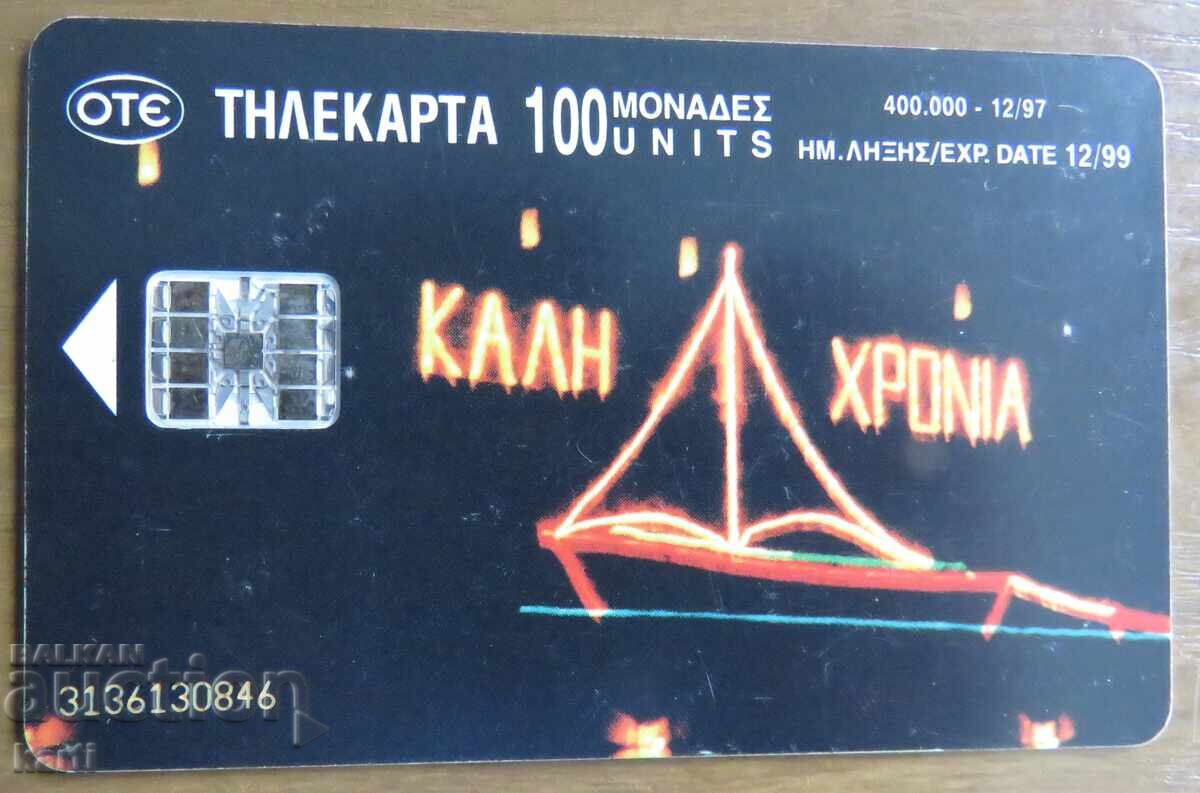 OTE ΤΗΛΕΚΑΡΤΑ 100 ΜΟΝΑΔΕΣ UNITS
400.000 - 12/97
ΗΜ. ΛΗΞΗΣ/EXP. DATE 12/99
ΚΑΛΗ ΧΡΟΝΙΑ
BALKAN
auction
3136130846
karti